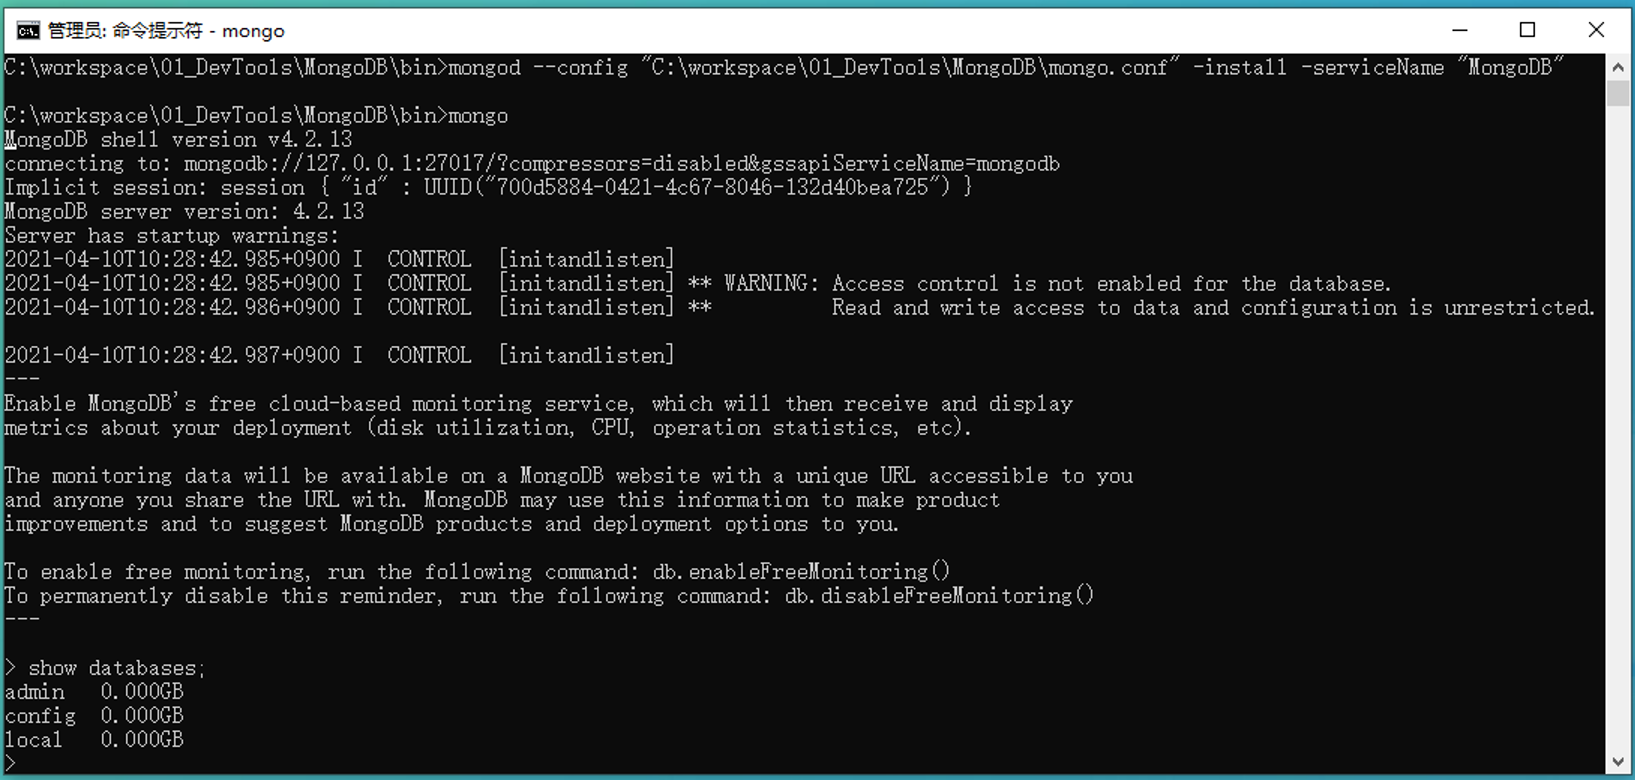 管理员: 命令提示符 - mongo
C:\workspace\01_DevTools\MongoDB\bin>mongod --config "C:\workspace\01_DevTools\MongoDB\mongo.conf" -install -serviceName "MongoDB"
C:\workspace\01_DevTools\MongoDB\bin>mongo
MongoDB shell version v4.2.13
connecting to: mongodb://127.0.0.1:27017/?compressors=disabled&gssapiServiceName=mongodb
Implicit session: session { "id" : UUID("700d5884-0421-4c67-8046-132d40bea725") }
MongoDB server version: 4.2.13
Server has startup warnings:
2021-04-10T10:28:42.985+0900 I  CONTROL  [initandlisten]
2021-04-10T10:28:42.985+0900 I  CONTROL  [initandlisten] ** WARNING: Access control is not enabled for the database.
2021-04-10T10:28:42.986+0900 I  CONTROL  [initandlisten] **          Read and write access to data and configuration is unrestricted.
2021-04-10T10:28:42.987+0900 I  CONTROL  [initandlisten]
---
Enable MongoDB's free cloud-based monitoring service, which will then receive and display
metrics about your deployment (disk utilization, CPU, operation statistics, etc).
The monitoring data will be available on a MongoDB website with a unique URL accessible to you
and anyone you share the URL with. MongoDB may use this information to make product
improvements and to suggest MongoDB products and deployment options to you.
To enable free monitoring, run the following command: db.enableFreeMonitoring()
To permanently disable this reminder, run the following command: db.disableFreeMonitoring()
---
> show databases;
admin   0.000GB
config  0.000GB
local   0.000GB
>